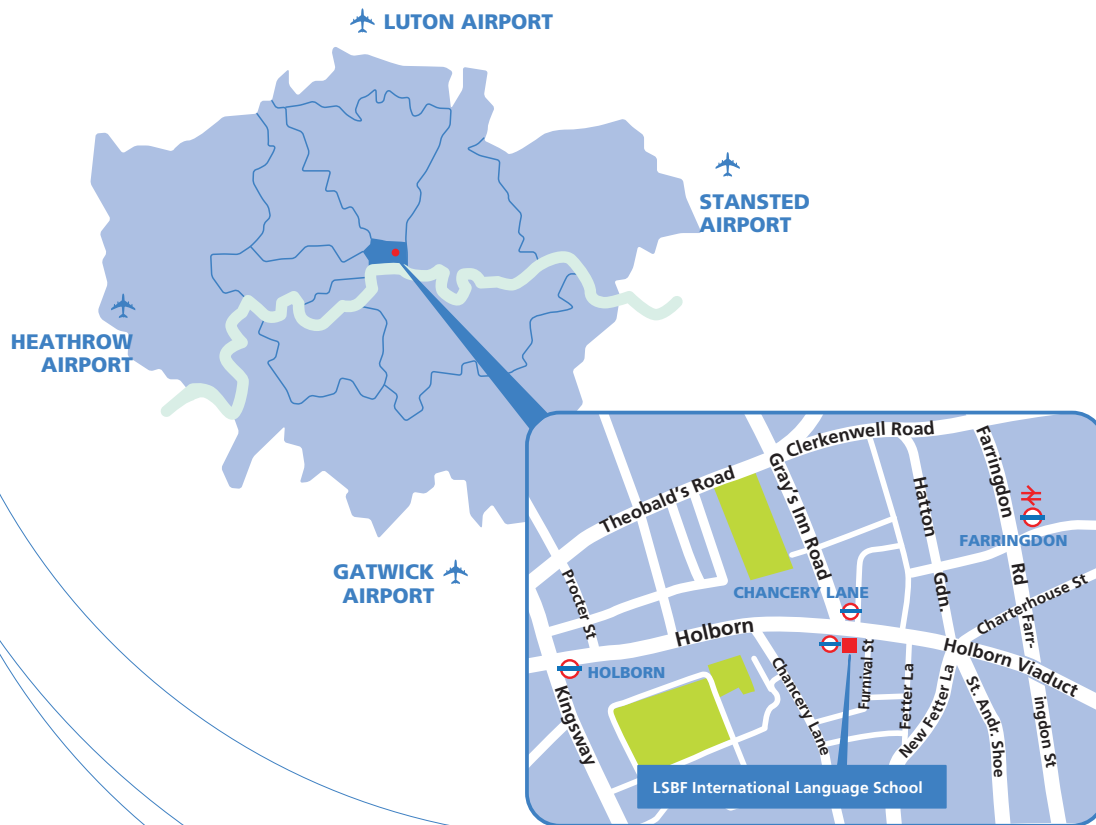 LUTON AIRPORT
STANSTED
AIRPORT
HEATHROW
AIRPORT
GATWICK
AIRPORT
Clerkenwell Road
Theobald's Road
Gray's Inn Road
Hatton
Gdn.
Farringdon
Rd
FARRINGDON
Procter St
CHANCERY LANE
Charterhouse St
Holborn
Holborn Viaduct
Farr-
ingdon St
HOLBORN
Kingsway
Chancery Lane
Furnival St
Fetter La
New Fetter La
St. Andr. Shoe
LSBF International Language School